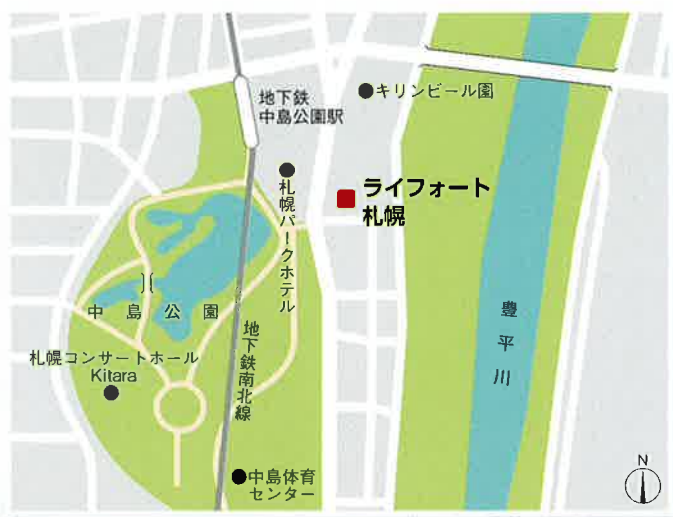 地下鉄
中島公園駅
キリンビール園
札幌パークホテル
ライフォート
札幌
中島公園
豊平川
地下鉄南北線
札幌コンサートホール
Kitara
中島体育
センター
N